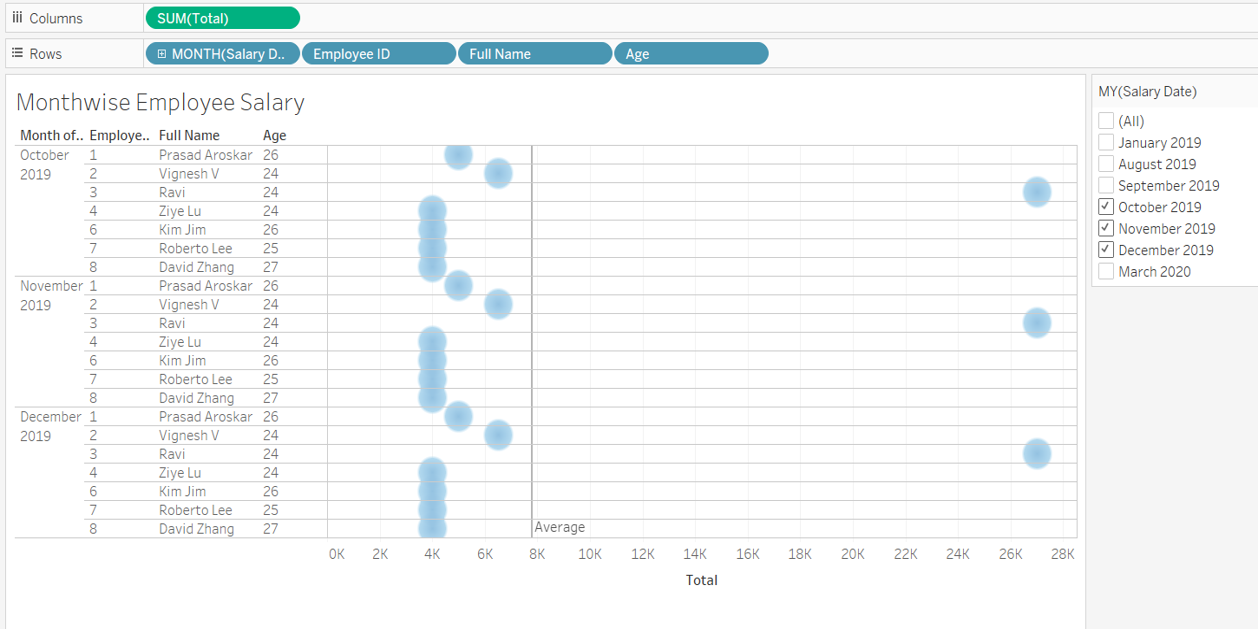 Columns SUM(Total)
Rows MONTH(Salary D.. Employee ID Full Name Age
Monthwise Employee Salary
Month of.. Employe.. Full Name Age
October 2019 1 Prasad Aroskar 26
2 Vignesh V 24
3 Ravi 24
4 Ziye Lu 24
6 Kim Jim 26
7 Roberto Lee 25
8 David Zhang 27
November 2019 1 Prasad Aroskar 26
2 Vignesh V 24
3 Ravi 24
4 Ziye Lu 24
6 Kim Jim 26
7 Roberto Lee 25
8 David Zhang 27
December 2019 1 Prasad Aroskar 26
2 Vignesh V 24
3 Ravi 24
4 Ziye Lu 24
6 Kim Jim 26
7 Roberto Lee 25
8 David Zhang 27
Average
0K 2K 4K 6K 8K 10K 12K 14K 16K 18K 20K 22K 24K 26K 28K
Total
MY(Salary Date)
(All)
January 2019
August 2019
September 2019
October 2019
November 2019
December 2019
March 2020